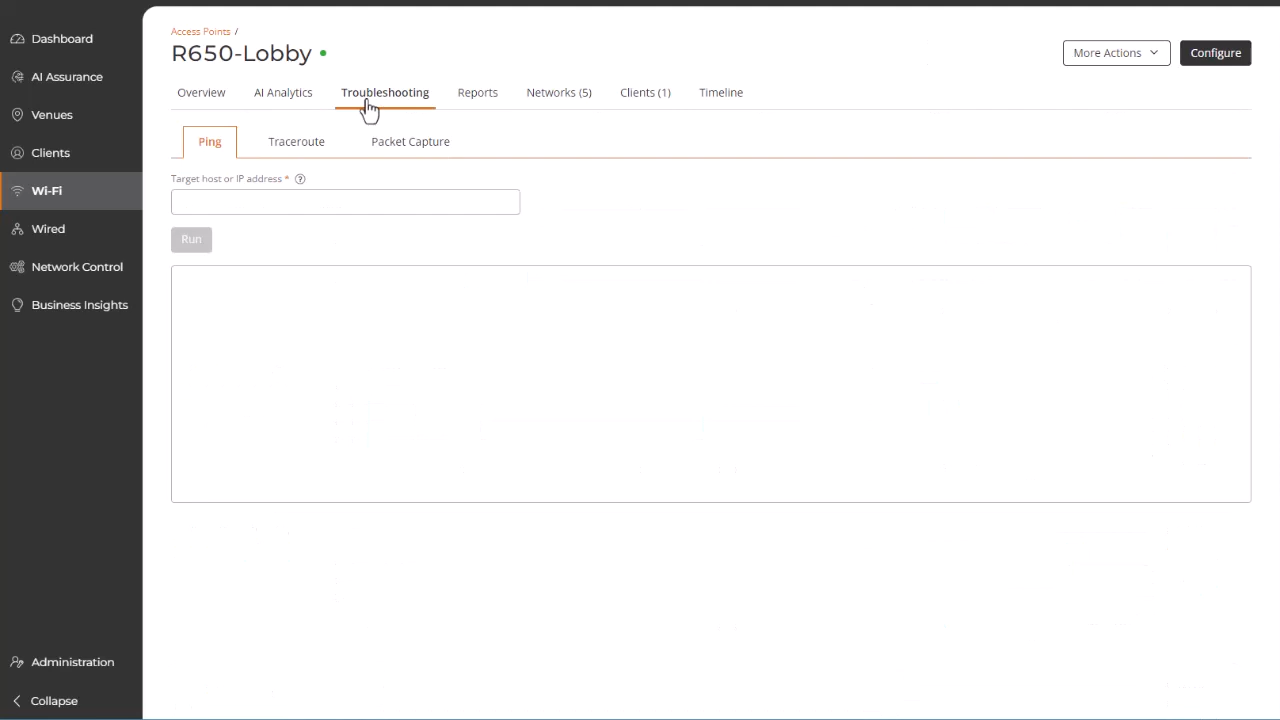 Dashboard
AI Assurance
Venues
Clients
Wi-Fi
Wired
Network Control
Business Insights
Administration
Collapse
Access Points /
R650-Lobby
More Actions
Configure
Overview
AI Analytics
Troubleshooting
Reports
Networks (5)
Clients (1)
Timeline
Ping
Traceroute
Packet Capture
Target host or IP address * ?
Run